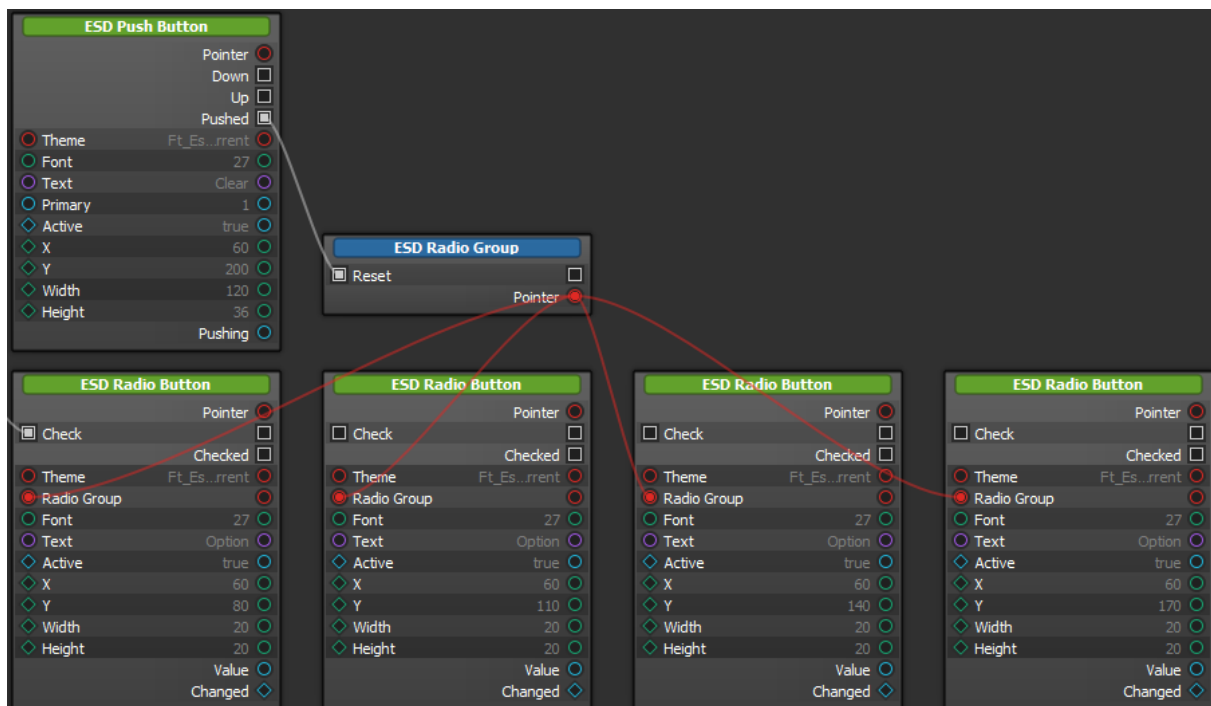 ESD Push Button
Pointer
Down
Up
Pushed
Theme Ft_Es...rrent
Font 27
Text Clear
Primary 1
Active true
X 60
Y 200
Width 120
Height 36
Pushing
ESD Radio Group
Reset
Pointer
ESD Radio Button
Pointer
Check
Checked
Theme Ft_Es...rrent
Radio Group
Font 27
Text Option
Active true
X 60
Y 80
Width 20
Height 20
Value
Changed
ESD Radio Button
Pointer
Check
Checked
Theme Ft_Es...rrent
Radio Group
Font 27
Text Option
Active true
X 60
Y 110
Width 20
Height 20
Value
Changed
ESD Radio Button
Pointer
Check
Checked
Theme Ft_Es...rrent
Radio Group
Font 27
Text Option
Active true
X 60
Y 140
Width 20
Height 20
Value
Changed
ESD Radio Button
Pointer
Check
Checked
Theme Ft_Es...rrent
Radio Group
Font 27
Text Option
Active true
X 60
Y 170
Width 20
Height 20
Value
Changed